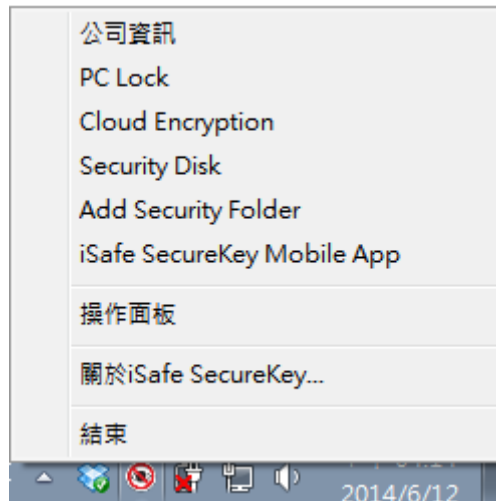 公司資訊
PC Lock
Cloud Encryption
Security Disk
Add Security Folder
iSafe SecureKey Mobile App
操作面板
關於iSafe SecureKey...
結束
2014/6/12